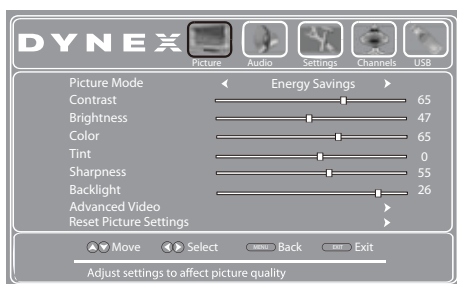 DYNEX
Picture Audio Settings Channels USB
Picture Mode Energy Savings
Contrast 65
Brightness 47
Color 65
Tint 0
Sharpness 55
Backlight 26
Advanced Video
Reset Picture Settings
Move Select MENU Back EXIT Exit
Adjust settings to affect picture quality